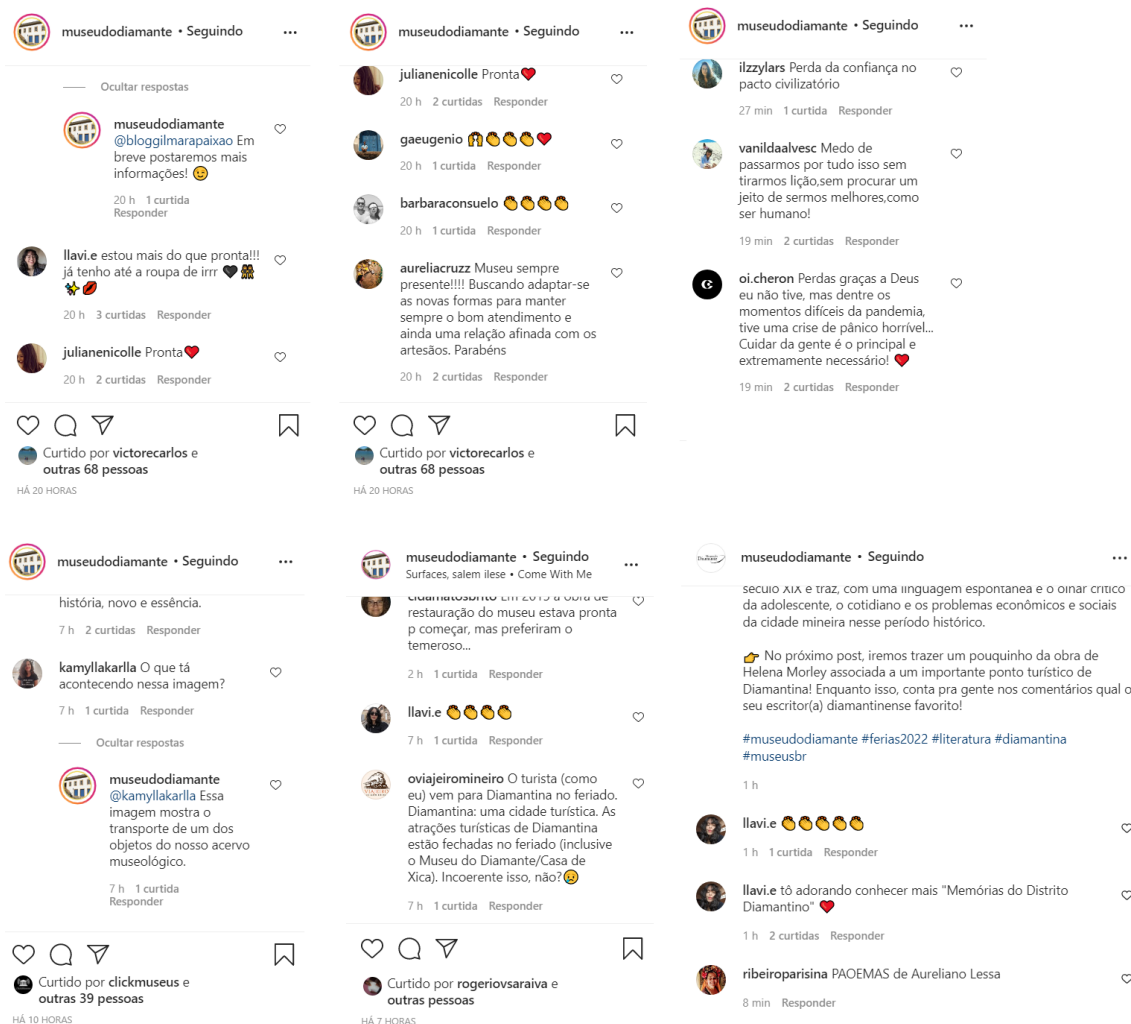 museudodiamante • Seguindo
Ocultar respostas
museudodiamante
@bloggilmarapaixao Em
breve postaremos mais
informações! 😉
20 h 1 curtida
Responder
llavi.e estou mais do que pronta!!!
já tenho até a roupa de irrr 🖤👯
✨💋
20 h 3 curtidas Responder
julianenicolle Pronta❤️
20 h 2 curtidas Responder
Curtido por victorecarlos e
outras 68 pessoas
HÁ 20 HORAS
museudodiamante • Seguindo
julianenicolle Pronta❤️
20 h 2 curtidas Responder
gaeugenio 🙌👏👏👏👏❤️
20 h 1 curtida Responder
barbaraconsuelo 👏👏👏👏
20 h 1 curtida Responder
aureliacruzz Museu sempre
presente!!!! Buscando adaptar-se
as novas formas para manter
sempre o bom atendimento e
ainda uma relação afinada com os
artesãos. Parabéns
20 h 2 curtidas Responder
Curtido por victorecarlos e
outras 68 pessoas
HÁ 20 HORAS
museudodiamante • Seguindo
ilzzylars Perda da confiança no
pacto civilizatório
27 min 1 curtida Responder
vanildaalvesc Medo de
passarmos por tudo isso sem
tirarmos lição,sem procurar um
jeito de sermos melhores,como
ser humano!
19 min 2 curtidas Responder
oi.cheron Perdas graças a Deus
eu não tive, mas dentre os
momentos difíceis da pandemia,
tive uma crise de pânico horrível...
Cuidar da gente é o principal e
extremamente necessário! ❤️
19 min 2 curtidas Responder
museudodiamante • Seguindo
história, novo e essência.
7 h 2 curtidas Responder
kamyllakarlla O que tá
acontecendo nessa imagem?
7 h 1 curtida Responder
Ocultar respostas
museudodiamante
@kamyllakarlla Essa
imagem mostra o
transporte de um dos
objetos do nosso acervo
museológico.
7 h 1 curtida
Responder
Curtido por clickmuseus e
outras 39 pessoas
HÁ 10 HORAS
museudodiamante • Seguindo
Surfaces, salem ilese • Come With Me
cidamatosbrito Em 2015 a obra de
restauração do museu estava pronta
p começar, mas preferiram o
temeroso...
2 h 1 curtida Responder
llavi.e 👏👏👏👏
7 h 1 curtida Responder
oviajeiromineiro O turista (como
eu) vem para Diamantina no feriado.
Diamantina: uma cidade turística. As
atrações turísticas de Diamantina
estão fechadas no feriado (inclusive
o Museu do Diamante/Casa de
Xica). Incoerente isso, não?😥
7 h 1 curtida Responder
Curtido por rogeriovsaraiva e
outras pessoas
HÁ 7 HORAS
museudodiamante • Seguindo
século XIX e traz, com uma linguagem espontânea e o olhar crítico
da adolescente, o cotidiano e os problemas econômicos e sociais
da cidade mineira nesse período histórico.
👉 No próximo post, iremos trazer um pouquinho da obra de
Helena Morley associada a um importante ponto turístico de
Diamantina! Enquanto isso, conta pra gente nos comentários qual o
seu escritor(a) diamantinense favorito!
#museudodiamante #ferias2022 #literatura #diamantina
#museusbr
1 h
llavi.e 👏👏👏👏👏
1 h 1 curtida Responder
llavi.e tô adorando conhecer mais "Memórias do Distrito
Diamantino" ❤️
1 h 2 curtidas Responder
ribeiroparisina PAOEMAS de Aureliano Lessa
8 min Responder